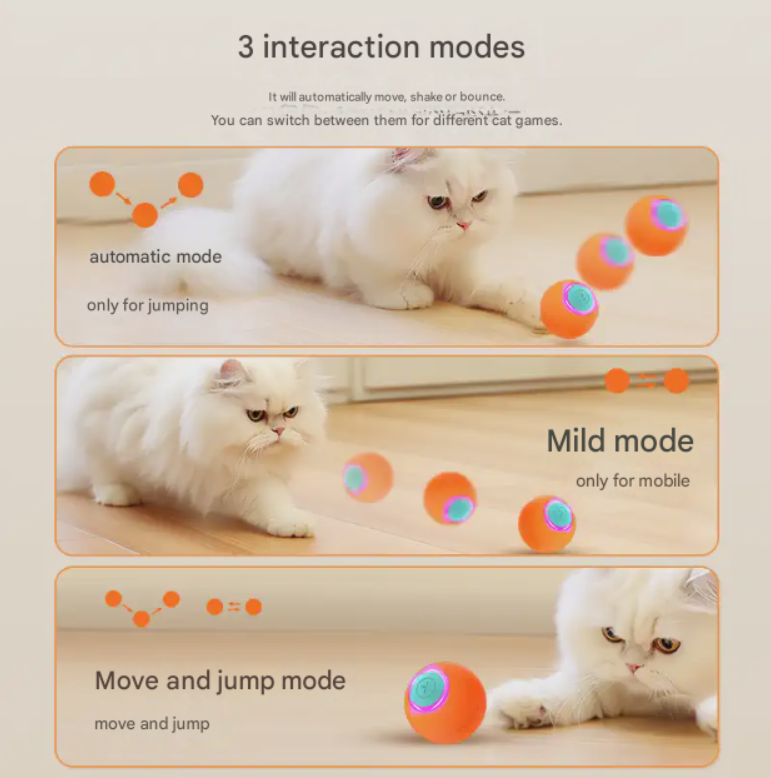 3 interaction modes
It will automatically move, shake or bounce.
You can switch between them for different cat games.
automatic mode
only for jumping
Mild mode
only for mobile
Move and jump mode
move and jump